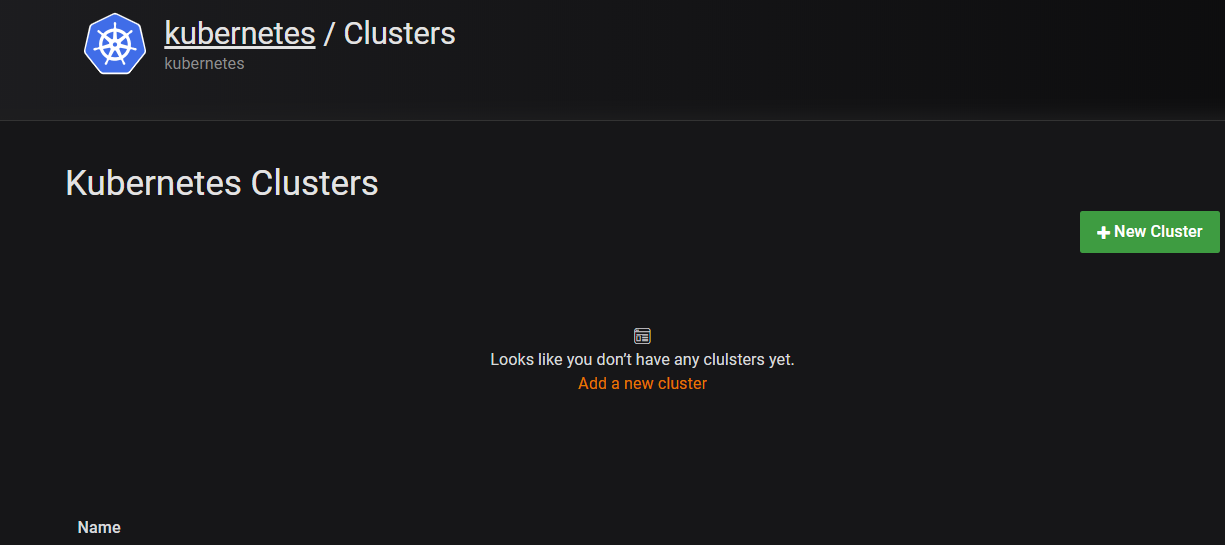 kubernetes / Clusters
kubernetes
Kubernetes Clusters
New Cluster
Looks like you don’t have any clulsters yet.
Add a new cluster
Name